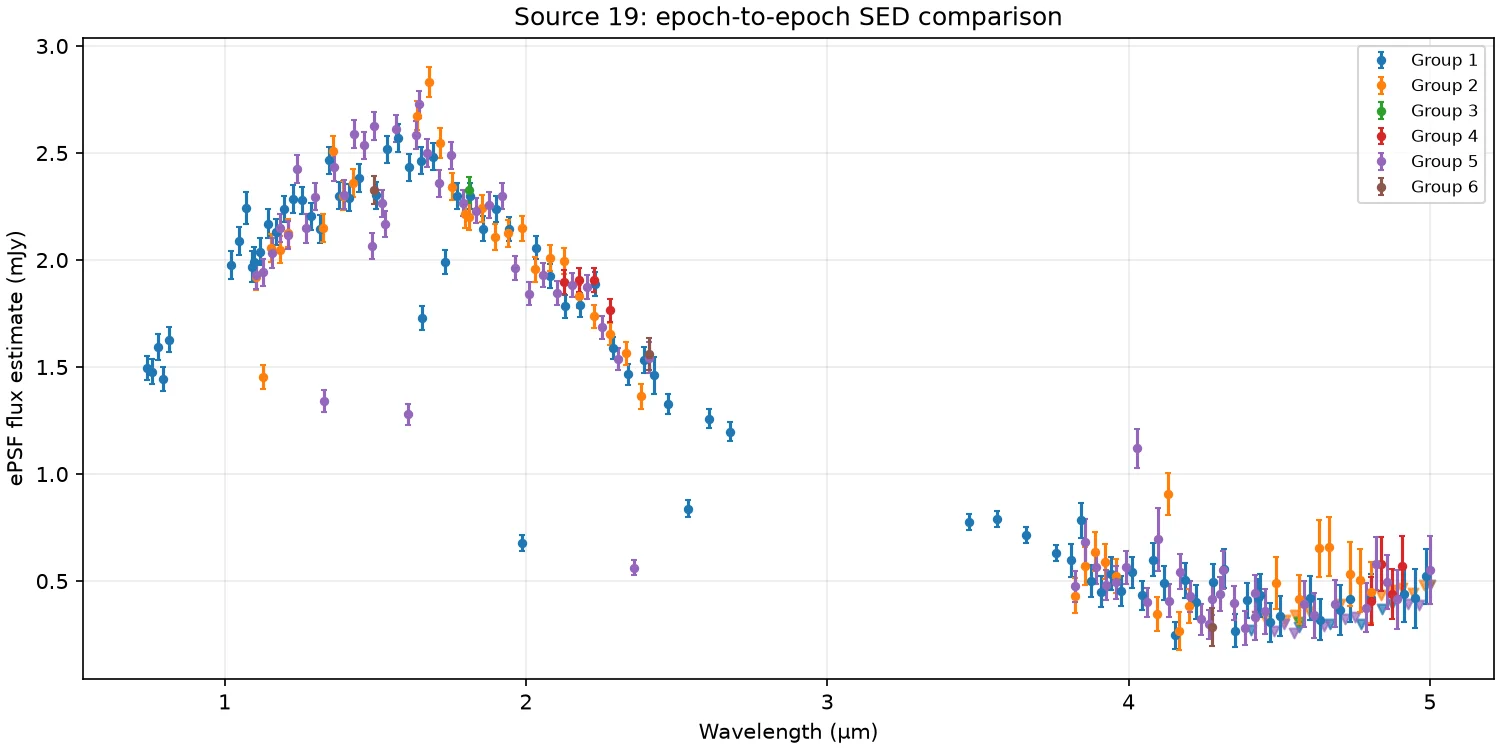 Source 19: epoch-to-epoch SED comparison
ePSF flux estimate (mJy)
3.0
2.5
2.0
1.5
1.0
0.5
Group 1
Group 2
Group 3
Group 4
Group 5
Group 6
1 2 3 4 5
Wavelength (μm)